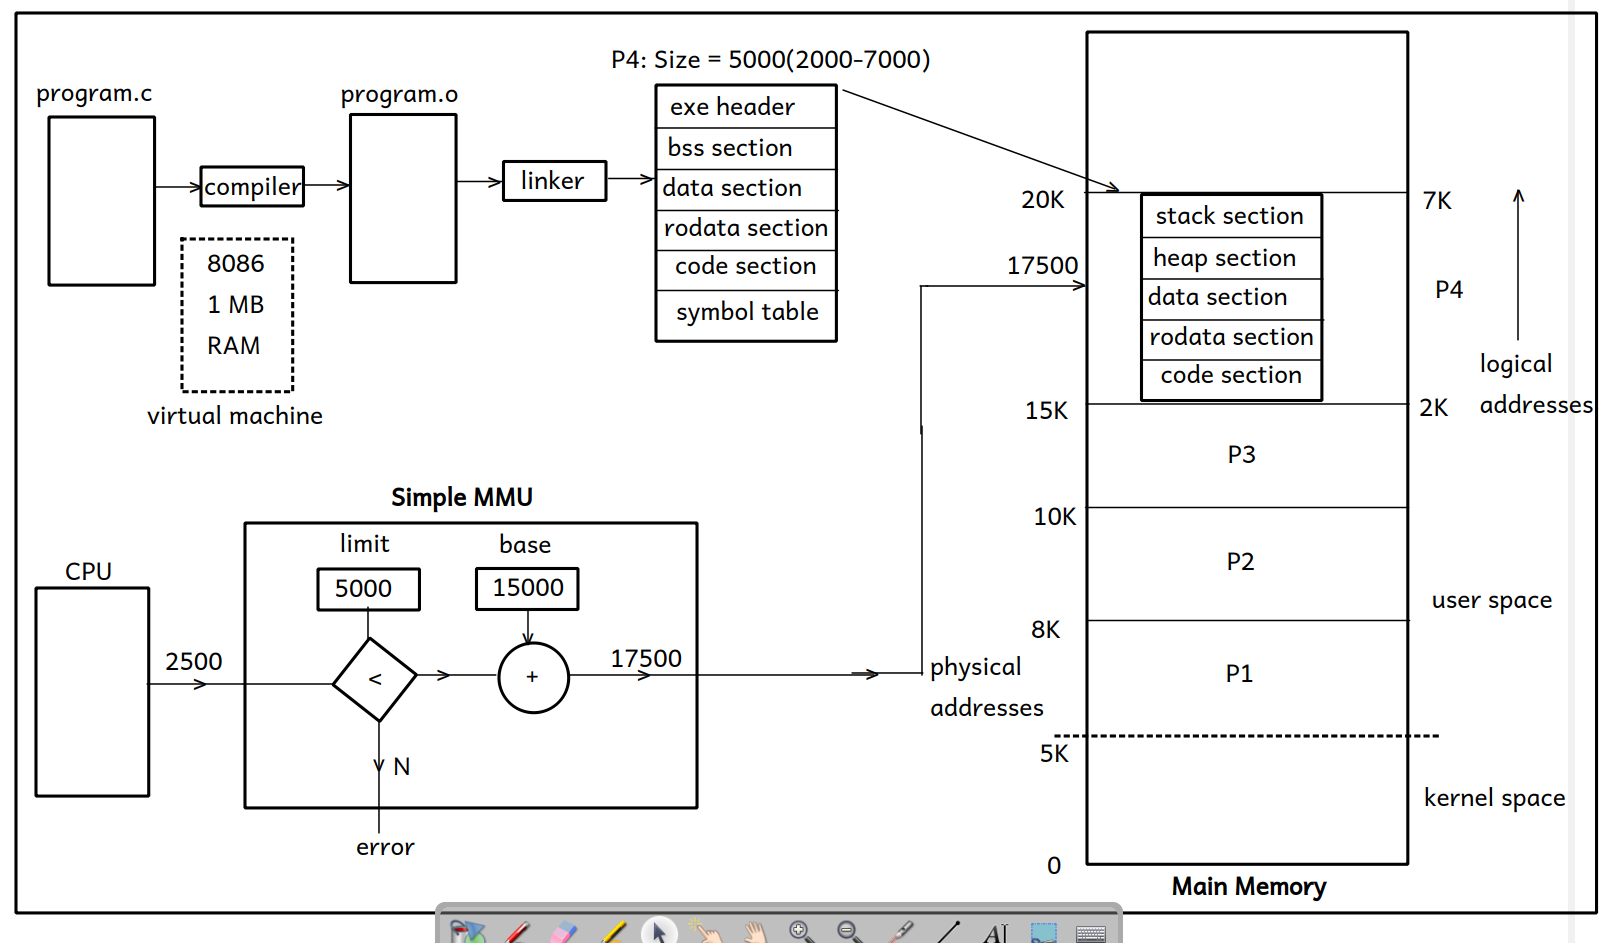 P4: Size = 5000(2000-7000)
program.c
program.o
compiler
linker
exe header
bss section
data section
rodata section
code section
symbol table
8086
1 MB
RAM
virtual machine
20K
7K
stack section
heap section
data section
rodata section
code section
17500
P4
logical
addresses
15K
2K
P3
10K
P2
user space
8K
P1
5K
kernel space
0
Main Memory
Simple MMU
limit
base
5000
15000
CPU
2500
<
+
17500
physical
addresses
N
error